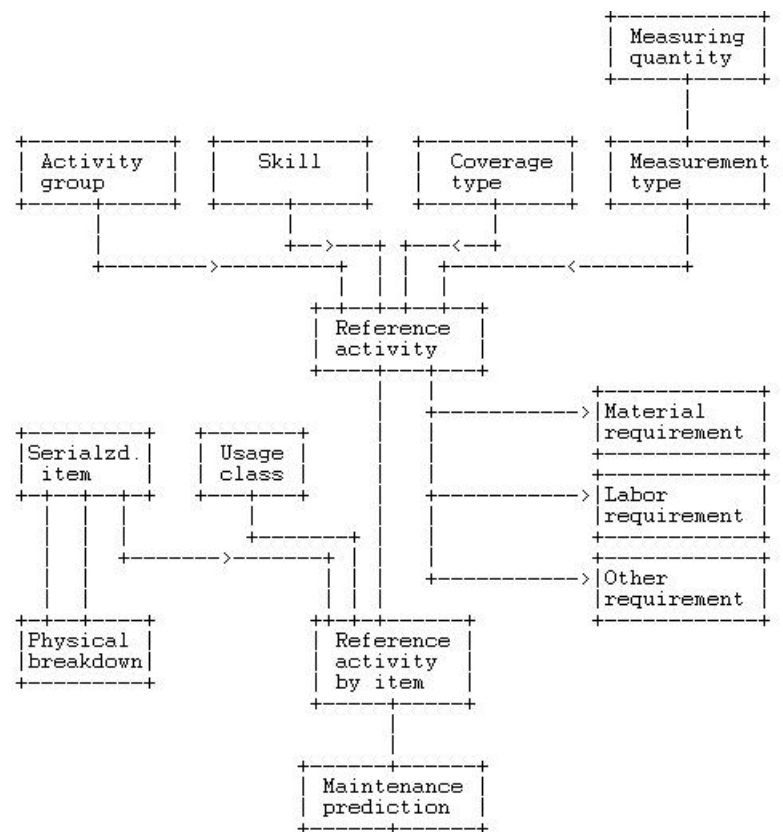 Measuring
quantity
Activity
group
Skill
Coverage
type
Measurement
type
Reference
activity
Material
requirement
Serialzd.
item
Usage
class
Labor
requirement
Other
requirement
Physical
breakdown
Reference
activity
by item
Maintenance
prediction